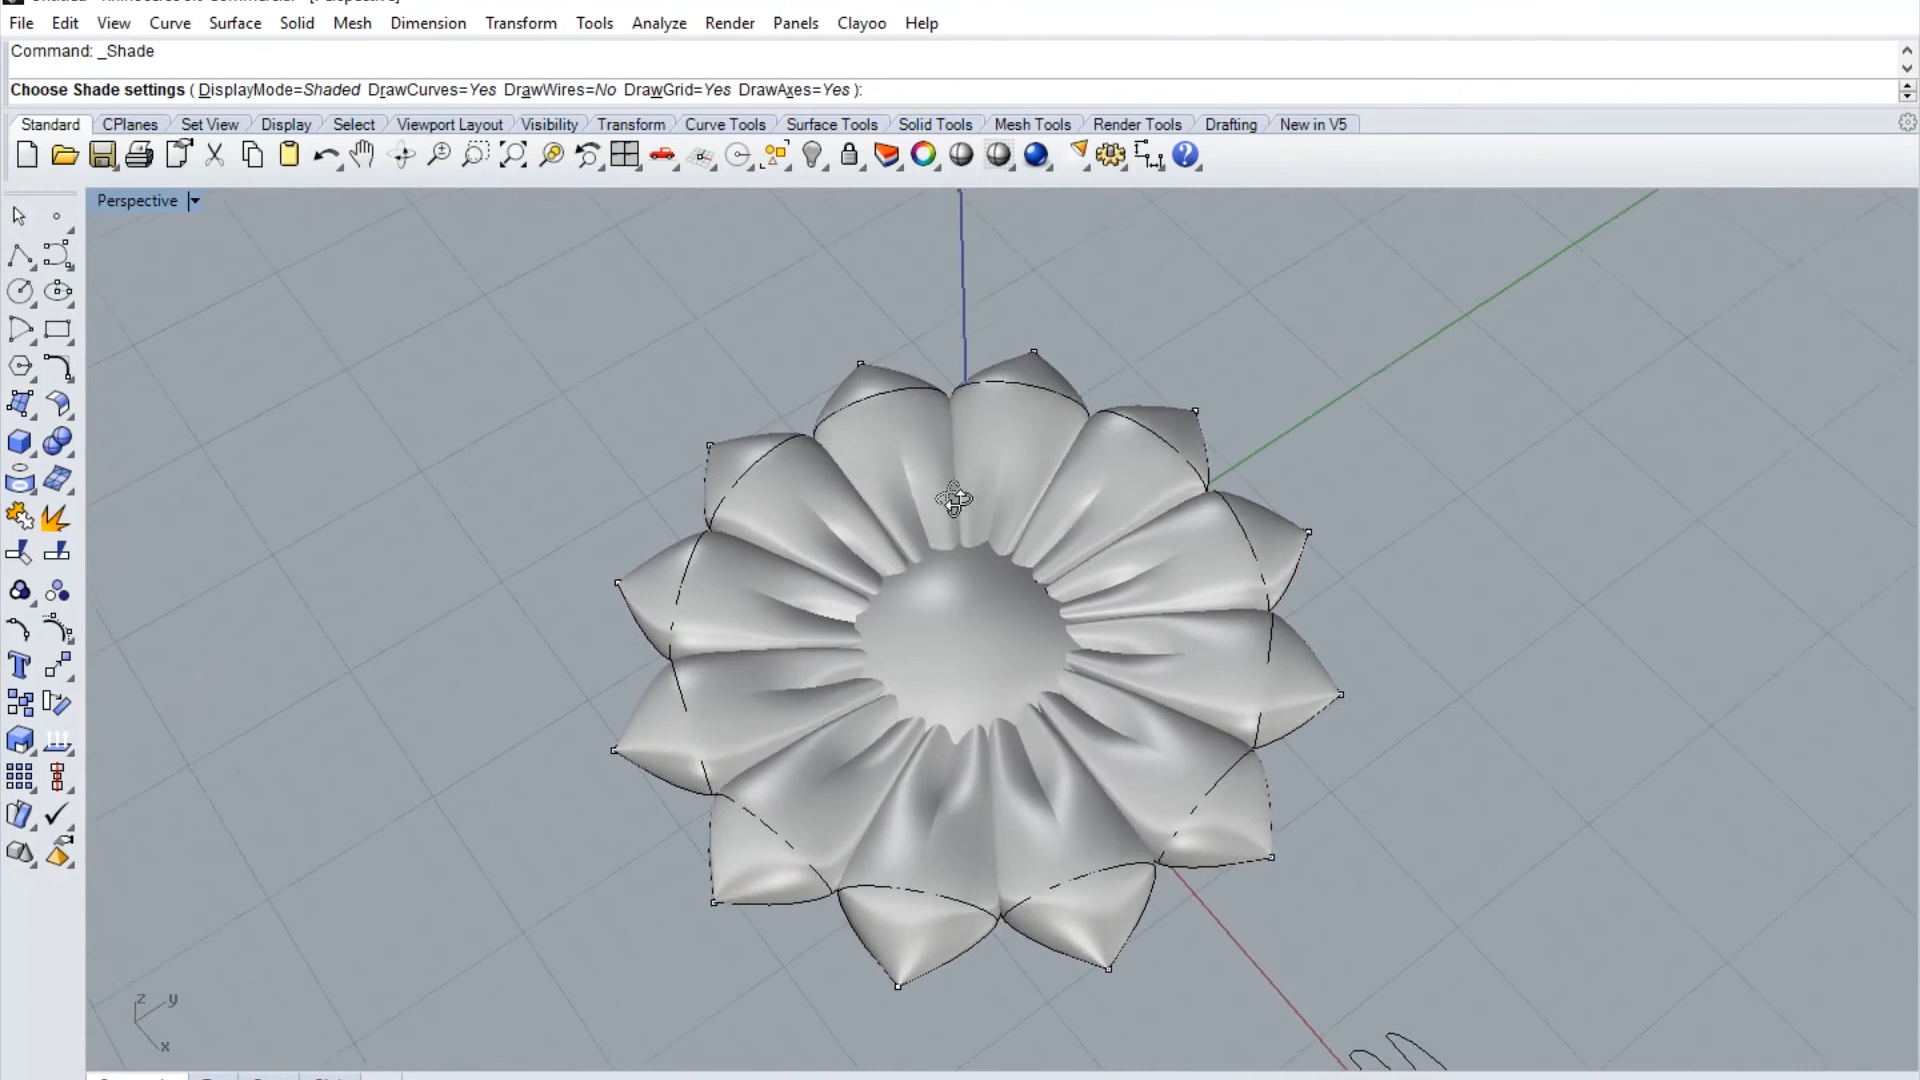 File Edit View Curve Surface Solid Mesh Dimension Transform Tools Analyze Render Panels Clayoo Help
Command: _Shade
Choose Shade settings ( DisplayMode=Shaded DrawCurves=Yes DrawWires=No DrawGrid=Yes DrawAxes=Yes ):
Standard CPlanes Set View Display Select Viewport Layout Visibility Transform Curve Tools Surface Tools Solid Tools Mesh Tools Render Tools Drafting New in V5
Perspective
z y
x